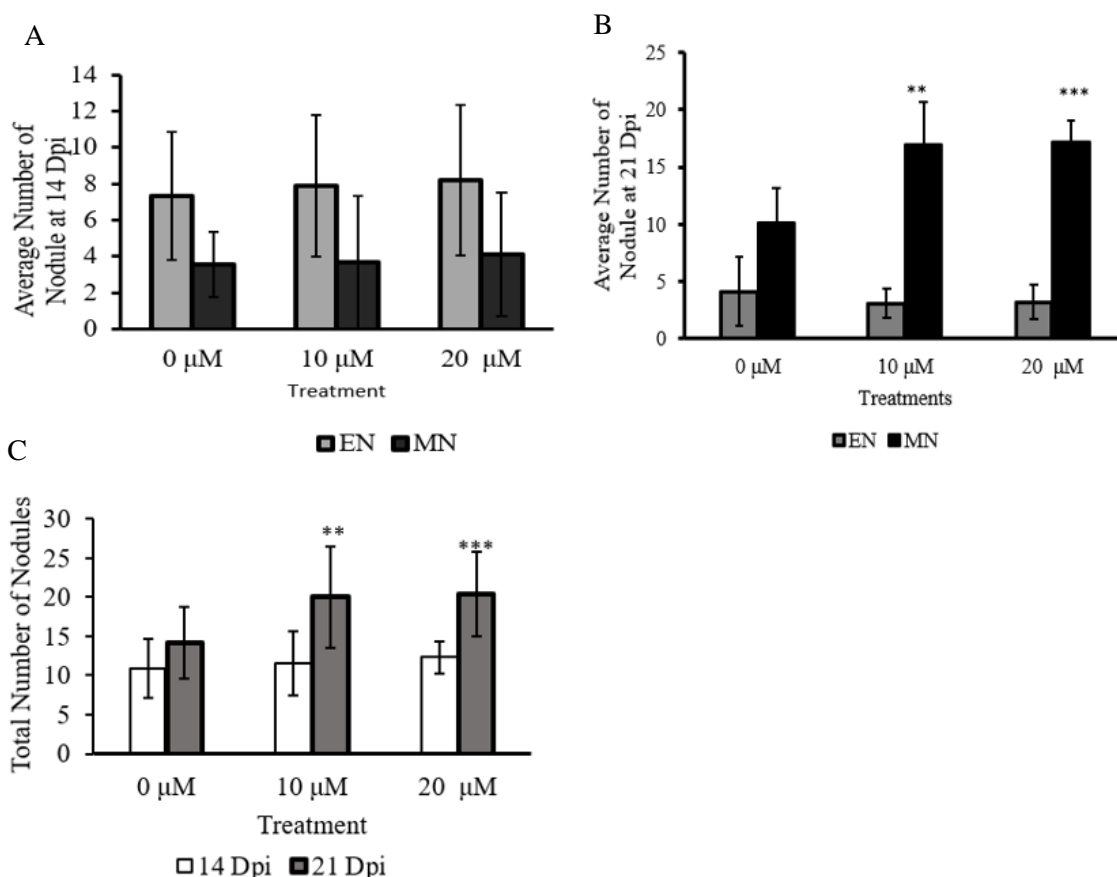 A
Average Number of
Nodule at 14 Dpi
14
12
10
8
6
4
2
0
0 μM 10 μM 20 μM
Treatment
EN MN
B
Average Number of
Nodule at 21 Dpi
25
20
15
10
5
0
** ***
0 μM 10 μM 20 μM
Treatments
EN MN
C
Total Number of Nodules
30
25
20
15
10
5
0
** ***
0 μM 10 μM 20 μM
Treatment
14 Dpi 21 Dpi